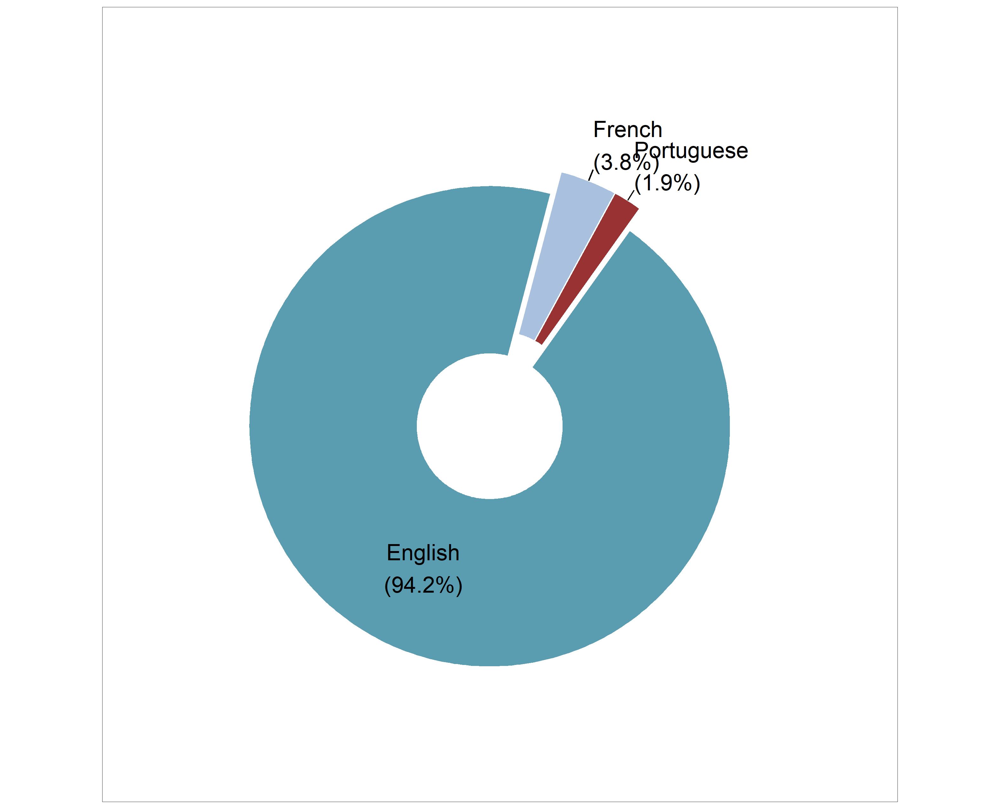 French
(3.8%)
Portuguese
(1.9%)
English
(94.2%)